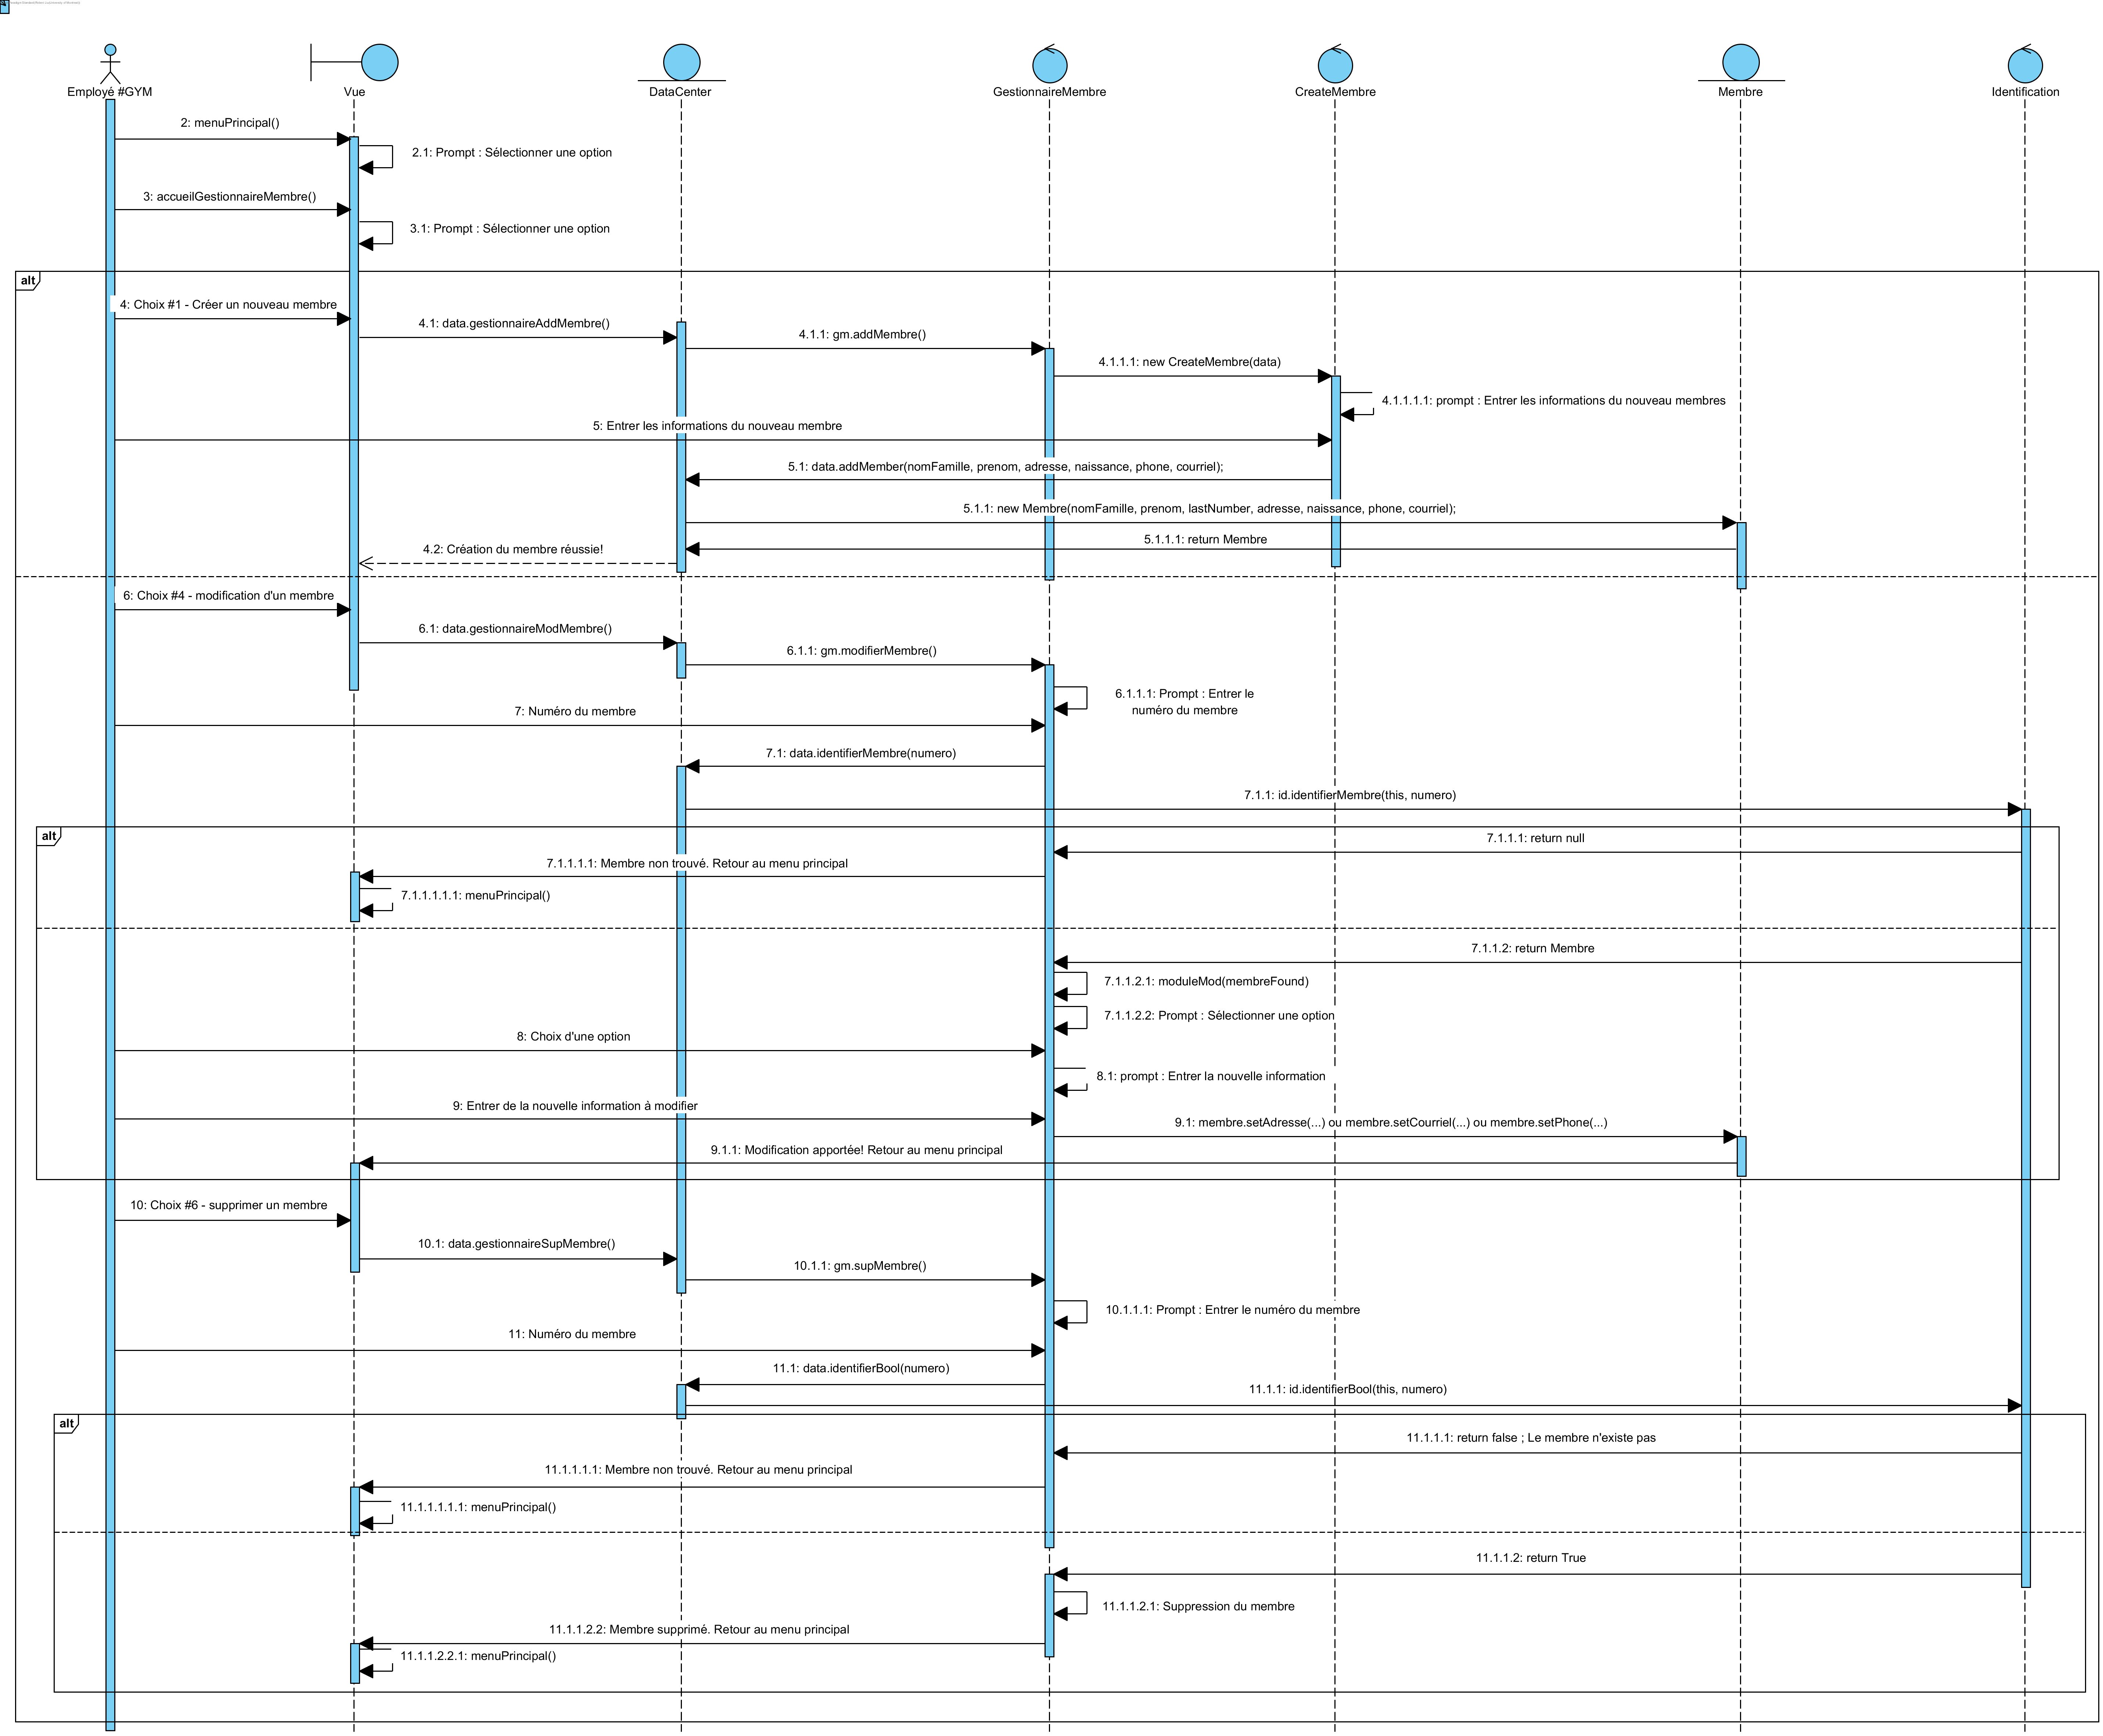 Employé #GYM
Vue
DataCenter
GestionnaireMembre
CreateMembre
Membre
Identification
2: menuPrincipal()
2.1: Prompt : Sélectionner une option
3: accueilGestionnaireMembre()
3.1: Prompt : Sélectionner une option
alt
4: Choix #1 - Créer un nouveau membre
4.1: data.gestionnaireAddMembre()
4.1.1: gm.addMembre()
4.1.1.1: new CreateMembre(data)
4.1.1.1.1: prompt : Entrer les informations du nouveau membres
5: Entrer les informations du nouveau membre
5.1: data.addMember(nomFamille, prenom, adresse, naissance, phone, courriel);
5.1.1: new Membre(nomFamille, prenom, lastNumber, adresse, naissance, phone, courriel);
5.1.1.1: return Membre
4.2: Création du membre réussie!
6: Choix #4 - modification d'un membre
6.1: data.gestionnaireModMembre()
6.1.1: gm.modifierMembre()
6.1.1.1: Prompt : Entrer le
numéro du membre
7: Numéro du membre
7.1: data.identifierMembre(numero)
7.1.1: id.identifierMembre(this, numero)
alt
7.1.1.1: return null
7.1.1.1.1: Membre non trouvé. Retour au menu principal
7.1.1.1.1.1: menuPrincipal()
7.1.1.2: return Membre
7.1.1.2.1: moduleMod(membreFound)
7.1.1.2.2: Prompt : Sélectionner une option
8: Choix d'une option
8.1: prompt : Entrer la nouvelle information
9: Entrer de la nouvelle information à modifier
9.1: membre.setAdresse(...) ou membre.setCourriel(...) ou membre.setPhone(...)
9.1.1: Modification apportée! Retour au menu principal
10: Choix #6 - supprimer un membre
10.1: data.gestionnaireSupMembre()
10.1.1: gm.supMembre()
10.1.1.1: Prompt : Entrer le numéro du membre
11: Numéro du membre
11.1: data.identifierBool(numero)
11.1.1: id.identifierBool(this, numero)
alt
11.1.1.1: return false ; Le membre n'existe pas
11.1.1.1.1: Membre non trouvé. Retour au menu principal
11.1.1.1.1.1: menuPrincipal()
11.1.1.2: return True
11.1.1.2.1: Suppression du membre
11.1.1.2.2: Membre supprimé. Retour au menu principal
11.1.1.2.2.1: menuPrincipal()